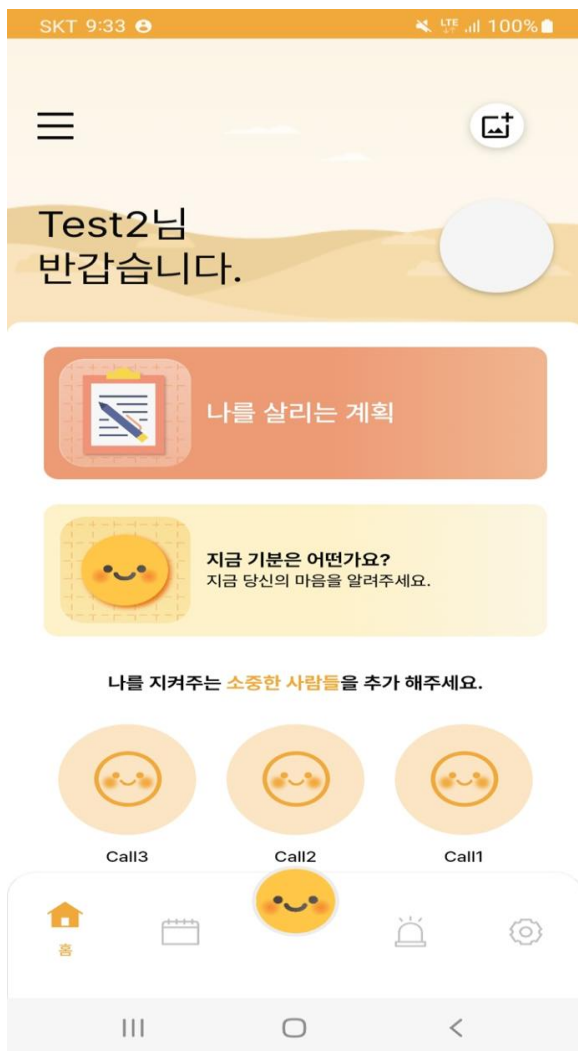 SKT 9:33
LTE 100%
Test2님
반갑습니다.
나를 살리는 계획
지금 기분은 어떤가요?
지금 당신의 마음을 알려주세요.
나를 지켜주는 소중한 사람들을 추가 해주세요.
Call3 Call2 Call1
홈